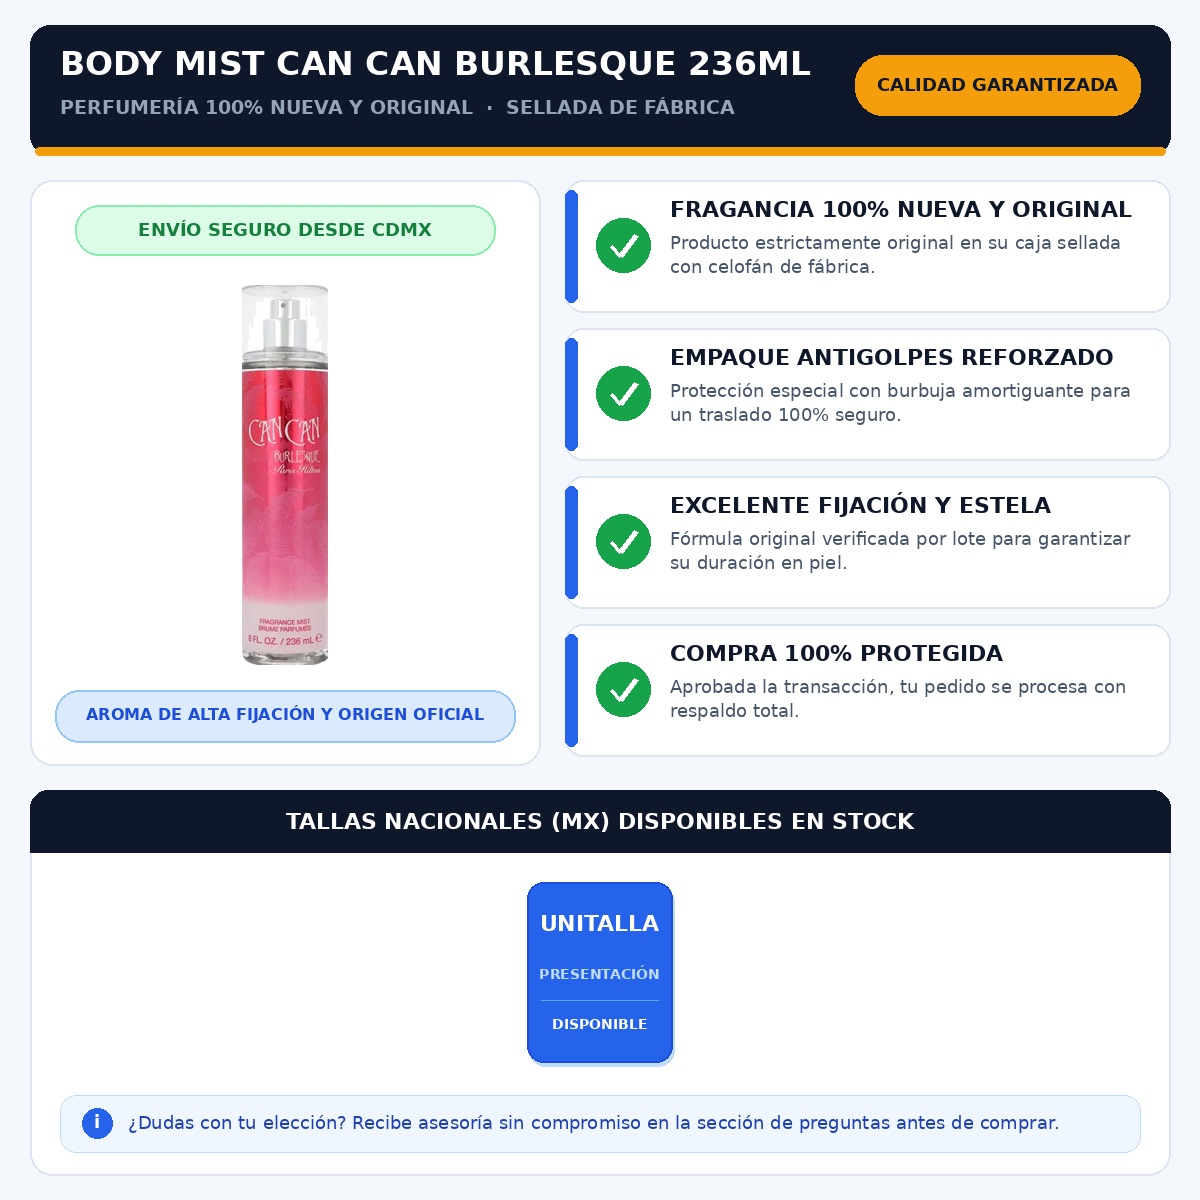 BODY MIST CAN CAN BURLESQUE 236ML
PERFUMERÍA 100% NUEVA Y ORIGINAL · SELLADA DE FÁBRICA
CALIDAD GARANTIZADA
ENVÍO SEGURO DESDE CDMX
CAN CAN
BURLESQUE
Paris Hilton
FRAGRANCE MIST
BRUME PARFUMÉE
8 FL. OZ. / 236 mL ℮
AROMA DE ALTA FIJACIÓN Y ORIGEN OFICIAL
FRAGANCIA 100% NUEVA Y ORIGINAL
Producto estrictamente original en su caja sellada
con celofán de fábrica.
EMPAQUE ANTIGOLPES REFORZADO
Protección especial con burbuja amortiguante para
un traslado 100% seguro.
EXCELENTE FIJACIÓN Y ESTELA
Fórmula original verificada por lote para garantizar
su duración en piel.
COMPRA 100% PROTEGIDA
Aprobada la transacción, tu pedido se procesa con
respaldo total.
TALLAS NACIONALES (MX) DISPONIBLES EN STOCK
UNITALLA
PRESENTACIÓN
DISPONIBLE
i ¿Dudas con tu elección? Recibe asesoría sin compromiso en la sección de preguntas antes de comprar.